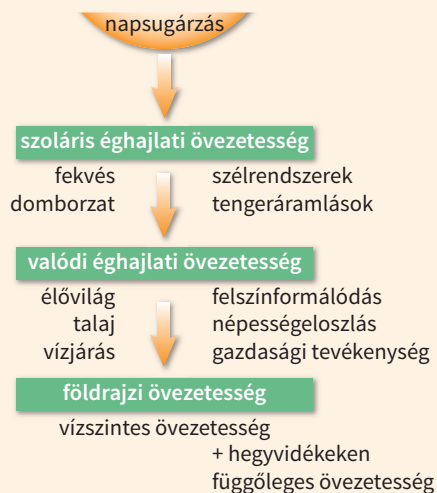 napsugárzás
szoláris éghajlati övezetesség
fekvés szélrendszerek
domborzat tengeráramlások
valódi éghajlati övezetesség
élővilág felszínformálódás
talaj népességeloszlás
vízjárás gazdasági tevékenység
földrajzi övezetesség
vízszintes övezetesség
+ hegyvidékeken
függőleges övezetesség